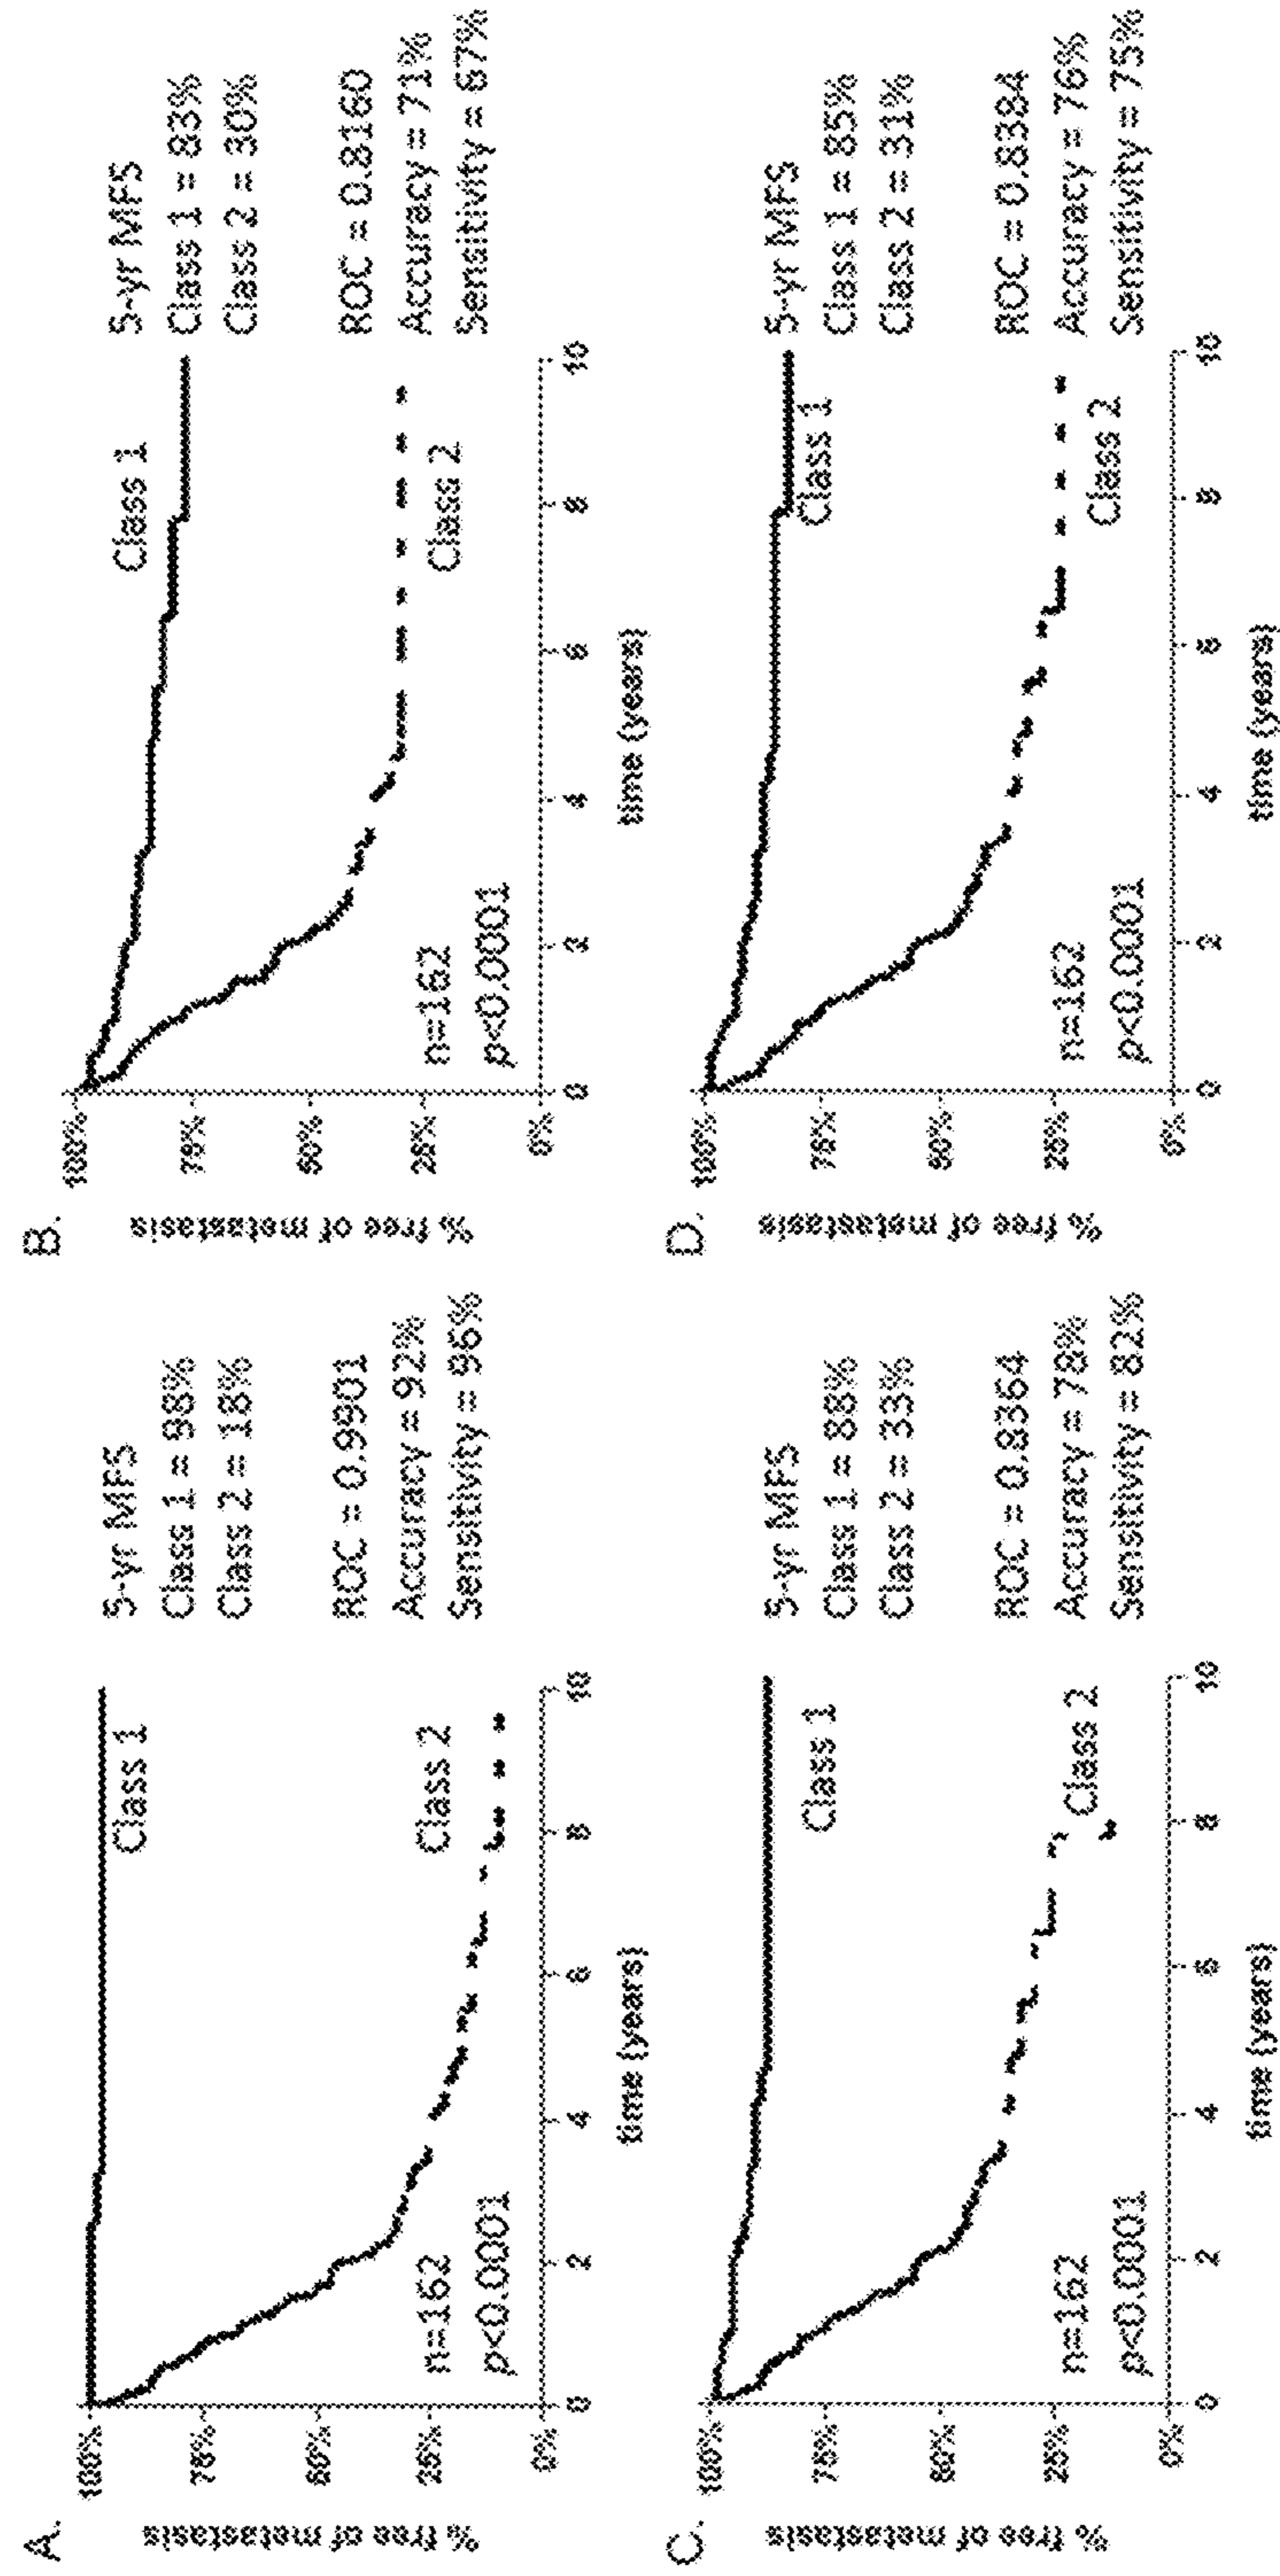 A.
% free of metastasis
100%
75%
50%
25%
0%
Class 1
Class 2
n=162
p<0.0001
0 2 4 6 8 10
time (years)
5-yr MFS
Class 1 = 98%
Class 2 = 18%
ROC = 0.9901
Accuracy = 92%
Sensitivity = 96%
B.
% free of metastasis
100%
75%
50%
25%
0%
Class 1
Class 2
n=162
p<0.0001
0 2 4 6 8 10
time (years)
5-yr MFS
Class 1 = 83%
Class 2 = 30%
ROC = 0.8160
Accuracy = 71%
Sensitivity = 87%
C.
% free of metastasis
100%
75%
50%
25%
0%
Class 1
Class 2
n=162
p<0.0001
0 2 4 6 8 10
time (years)
5-yr MFS
Class 1 = 88%
Class 2 = 33%
ROC = 0.8364
Accuracy = 78%
Sensitivity = 82%
D.
% free of metastasis
100%
75%
50%
25%
0%
Class 1
Class 2
n=162
p<0.0001
0 2 4 6 8 10
time (years)
5-yr MFS
Class 1 = 85%
Class 2 = 31%
ROC = 0.8384
Accuracy = 76%
Sensitivity = 75%